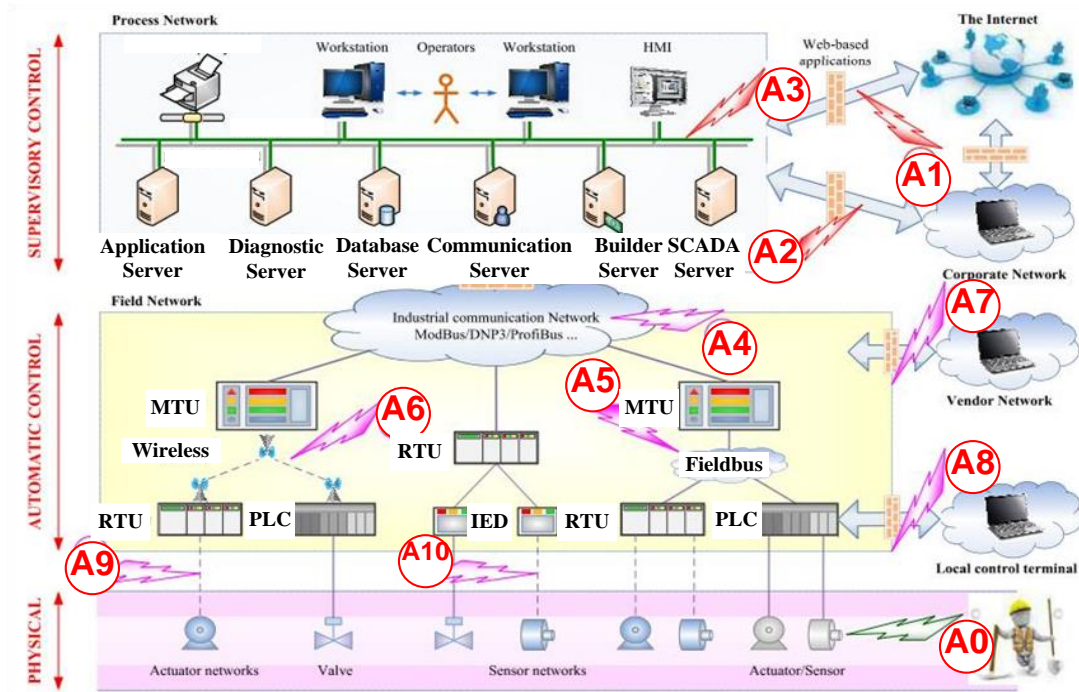 Process Network
The Internet
Workstation
Operators
Workstation
HMI
Web-based
applications
A3
A1
SUPERVISORY CONTROL
Application
Server
Diagnostic
Server
Database
Server
Communication
Server
Builder
Server
SCADA
Server
A2
Corporate Network
Field Network
Industrial communication Network
ModBus/DNP3/ProfiBus ...
A7
A4
Vendor Network
AUTOMATIC CONTROL
MTU
A6
A5
MTU
Wireless
RTU
Fieldbus
A8
RTU
PLC
IED
RTU
PLC
A9
A10
Local control terminal
PHYSICAL
A0
Actuator networks
Valve
Sensor networks
Actuator/Sensor